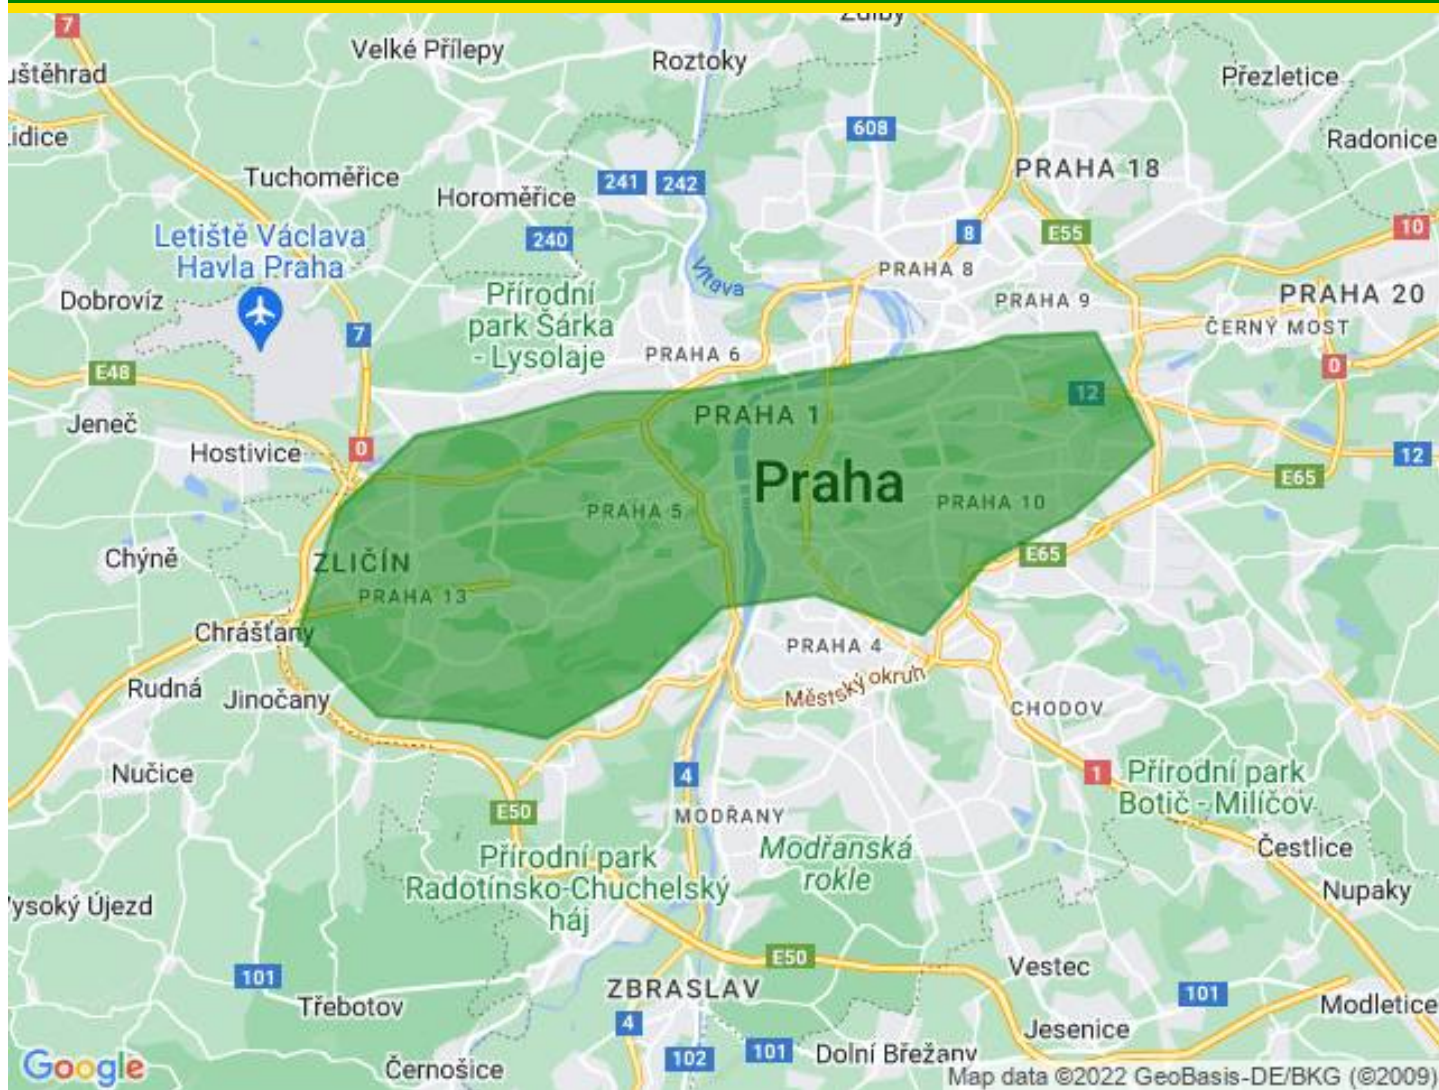 7
Velké Přílepy
Roztoky
Přezletice
608
Radonice
PRAHA 18
Tuchoměřice
241
242
Horoměřice
10
Letiště Václava
Havla Praha
240
8
E55
Vltava
PRAHA 8
Přírodní
park Šárka
- Lysolaje
Dobrovíz
PRAHA 9
PRAHA 20
ČERNÝ MOST
7
PRAHA 6
E48
0
12
Jeneč
PRAHA 1
Hostivice
0
12
E65
Praha
PRAHA 5
PRAHA 10
Chýně
ZLIČÍN
E65
PRAHA 13
Chrášťany
PRAHA 4
Rudná
Jinočany
Městský okruh
CHODOV
Nučice
4
1
Přírodní park
Botič - Milíčov
E50
MODŘANY
Modřanská
rokle
Čestlice
Přírodní park
Radotínsko-Chuchelský
háj
Nupaky
Újezd
101
E50
Vestec
ZBRASLAV
101
Třebotov
Modletice
4
Jesenice
102
101
Dolní Břežany
Google
Černošice
Map data ©2022 GeoBasis-DE/BKG (©2009)